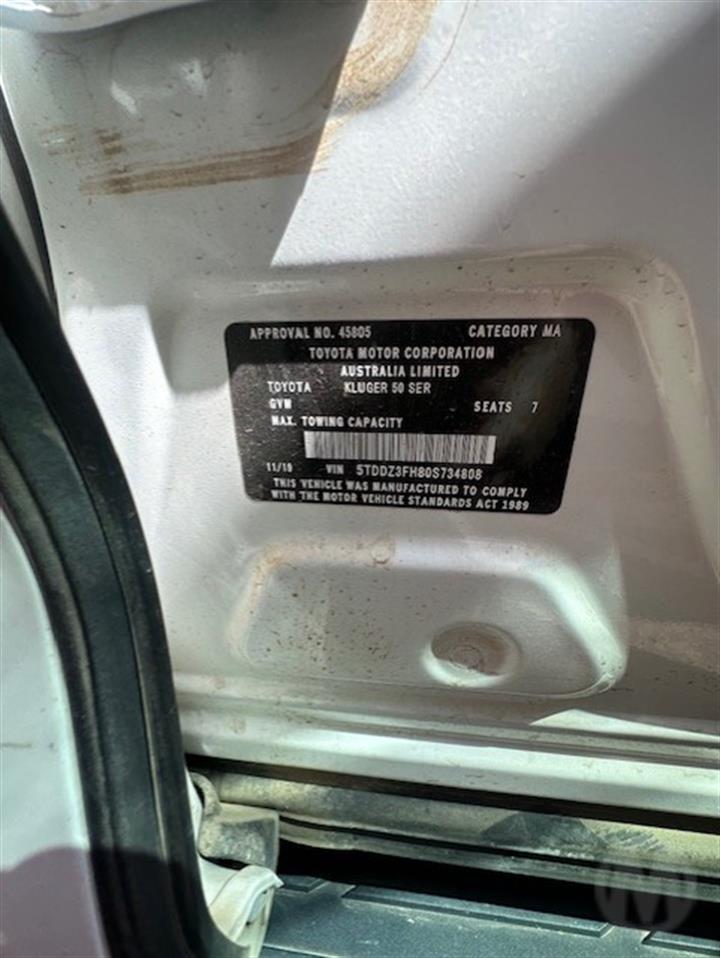 APPROVAL NO. 45805 CATEGORY MA
TOYOTA MOTOR CORPORATION
AUSTRALIA LIMITED
TOYOTA KLUGER 50 SER
GVM SEATS 7
MAX. TOWING CAPACITY
11/19 VIN 5TDDZ3FH80S734808
THIS VEHICLE WAS MANUFACTURED TO COMPLY
WITH THE MOTOR VEHICLE STANDARDS ACT 1989
M